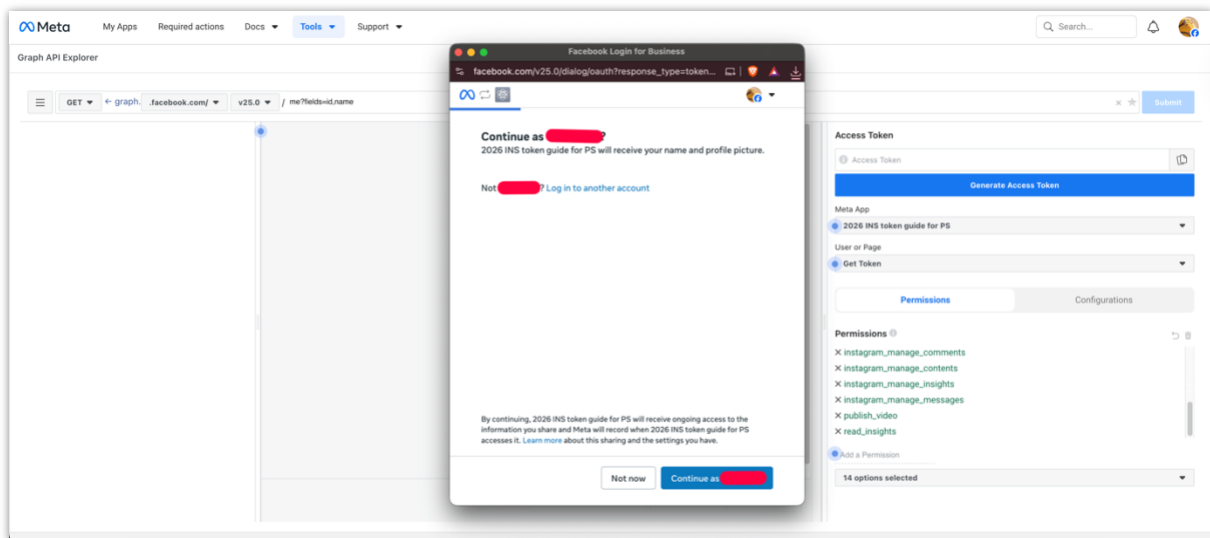 Meta
My Apps
Required actions
Docs
Tools
Support
Search...
Graph API Explorer
GET
graph.
.facebook.com/
v25.0
/
me?fields=id,name
Submit
Facebook Login for Business
facebook.com/v25.0/dialog/oauth?response_type=token...
Continue as ?
2026 INS token guide for PS will receive your name and profile picture.
Not ? Log in to another account
By continuing, 2026 INS token guide for PS will receive ongoing access to the
information you share and Meta will record when 2026 INS token guide for PS
accesses it. Learn more about this sharing and the settings you have.
Not now
Continue as
Access Token
Access Token
Generate Access Token
Meta App
2026 INS token guide for PS
User or Page
Get Token
Permissions
Configurations
Permissions
instagram_manage_comments
instagram_manage_contents
instagram_manage_insights
instagram_manage_messages
publish_video
read_insights
Add a Permission
14 options selected